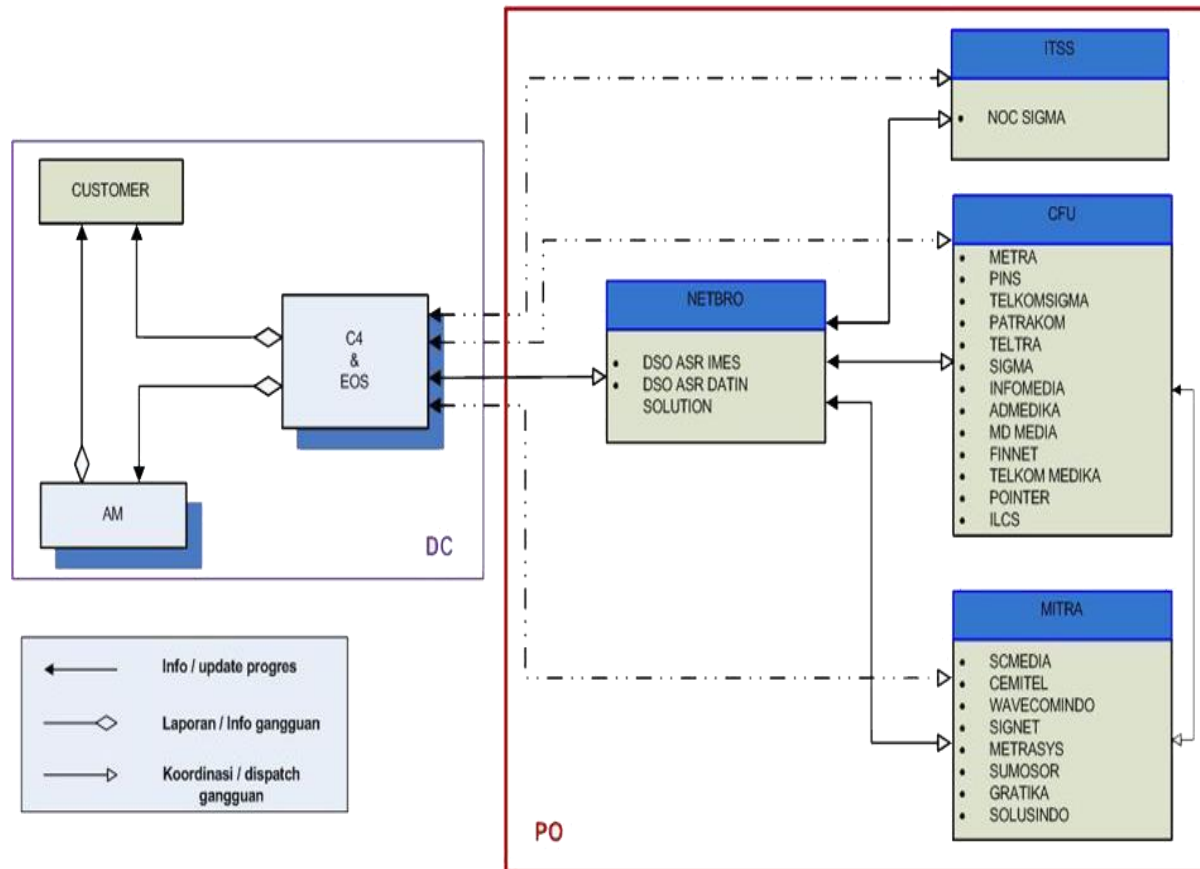 CUSTOMER
C4
&
EOS
AM
DC
Info / update progres
Laporan / Info gangguan
Koordinasi / dispatch
gangguan
NETBRO
• DSO ASR IMES
• DSO ASR DATIN
SOLUTION
ITSS
• NOC SIGMA
CFU
• METRA
• PINS
• TELKOMSIGMA
• PATRAKOM
• TELTRA
• SIGMA
• INFOMEDIA
• ADMEDIKA
• MD MEDIA
• FINNET
• TELKOM MEDIKA
• POINTER
• ILCS
MITRA
• SCMEDIA
• CEMITEL
• WAVECOMINDO
• SIGNET
• METRASYS
• SUMOSOR
• GRATIKA
• SOLUSINDO
PO